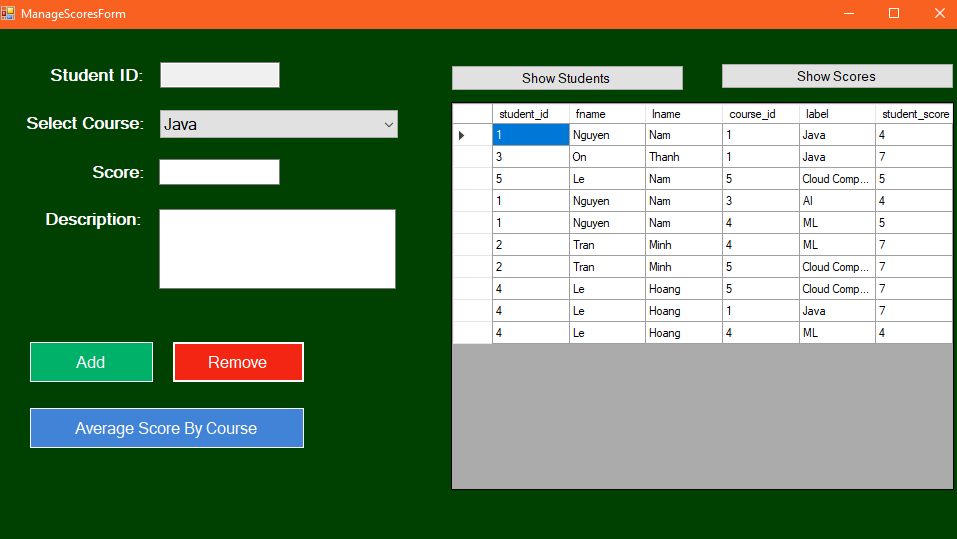 ManageScoresForm
Student ID:
Select Course: Java
Score:
Description:
Add Remove
Average Score By Course
Show Students Show Scores
student_id fname lname course_id label student_score
1 Nguyen Nam 1 Java 4
3 On Thanh 1 Java 7
5 Le Nam 5 Cloud Comp... 5
1 Nguyen Nam 3 AI 4
1 Nguyen Nam 4 ML 5
2 Tran Minh 4 ML 7
2 Tran Minh 5 Cloud Comp... 7
4 Le Hoang 5 Cloud Comp... 7
4 Le Hoang 1 Java 7
4 Le Hoang 4 ML 4